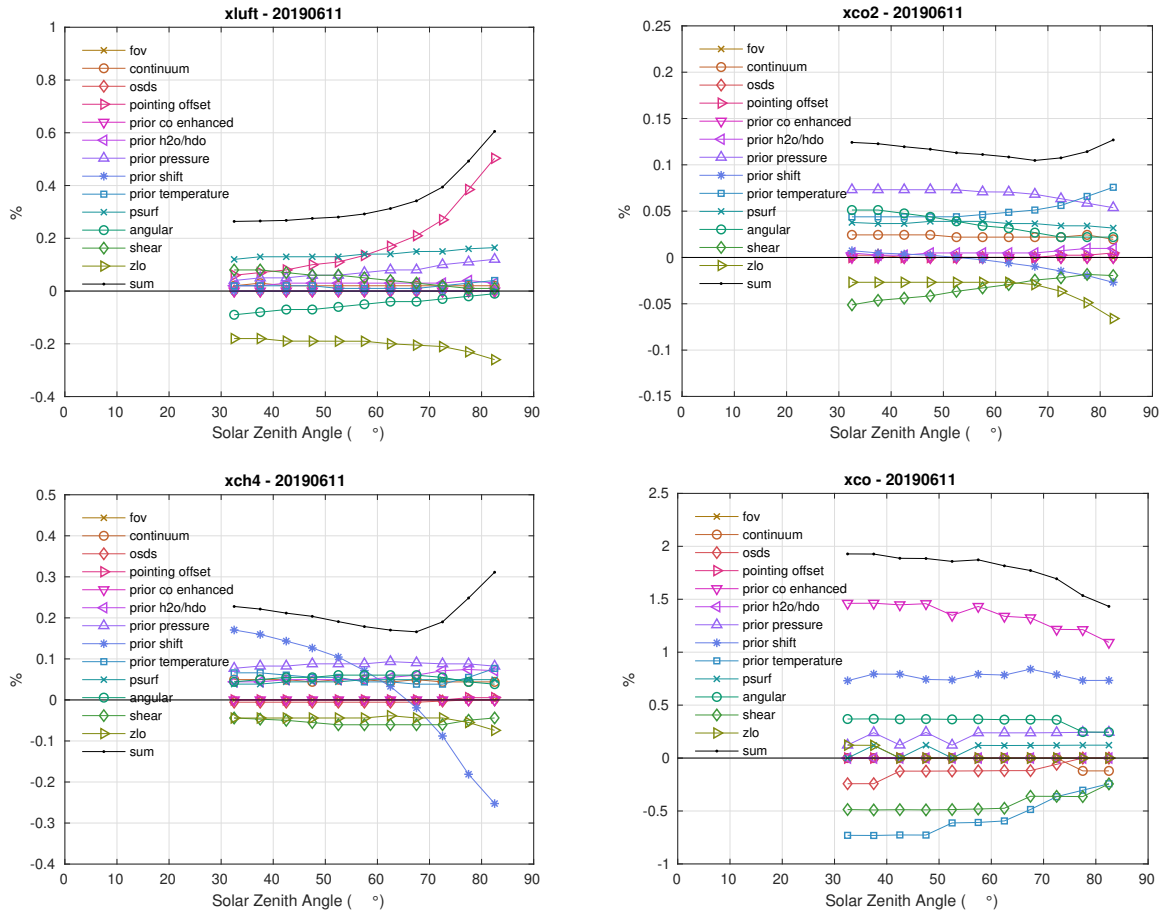 xluft - 20190611
1
0.8
0.6
0.4
0.2
0
-0.2
-0.4
%
fov
continuum
osds
pointing offset
prior co enhanced
prior h2o/hdo
prior pressure
prior shift
prior temperature
psurf
angular
shear
zlo
sum
0 10 20 30 40 50 60 70 80 90
Solar Zenith Angle ( °)
xco2 - 20190611
0.25
0.2
0.15
0.1
0.05
0
-0.05
-0.1
-0.15
%
fov
continuum
osds
pointing offset
prior co enhanced
prior h2o/hdo
prior pressure
prior shift
prior temperature
psurf
angular
shear
zlo
sum
0 10 20 30 40 50 60 70 80 90
Solar Zenith Angle ( °)
xch4 - 20190611
0.5
0.4
0.3
0.2
0.1
0
-0.1
-0.2
-0.3
-0.4
%
fov
continuum
osds
pointing offset
prior co enhanced
prior h2o/hdo
prior pressure
prior shift
prior temperature
psurf
angular
shear
zlo
sum
0 10 20 30 40 50 60 70 80 90
Solar Zenith Angle ( °)
xco - 20190611
2.5
2
1.5
1
0.5
0
-0.5
-1
%
fov
continuum
osds
pointing offset
prior co enhanced
prior h2o/hdo
prior pressure
prior shift
prior temperature
psurf
angular
shear
zlo
sum
0 10 20 30 40 50 60 70 80 90
Solar Zenith Angle ( °)